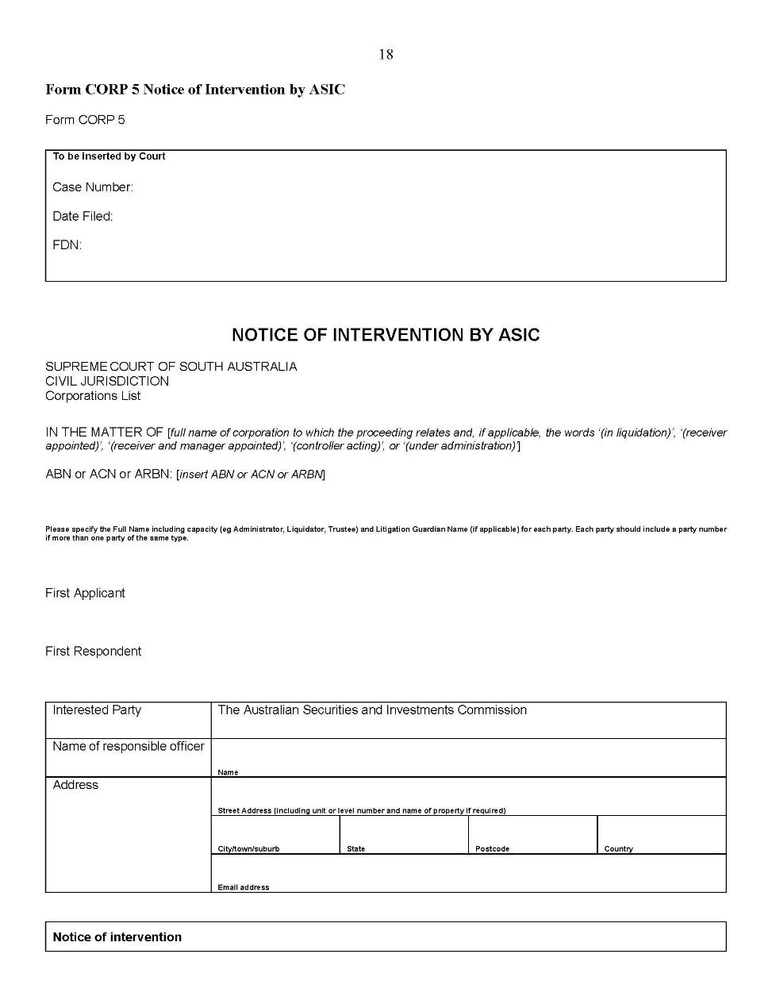 18
Form CORP 5 Notice of Intervention by ASIC
Form CORP 5
To be inserted by Court
Case Number:
Date Filed:
FDN:
NOTICE OF INTERVENTION BY ASIC
SUPREME COURT OF SOUTH AUSTRALIA
CIVIL JURISDICTION
Corporations List
IN THE MATTER OF [full name of corporation to which the proceeding relates and, if applicable, the words ‘(in liquidation)’, ‘(receiver
appointed)’, ‘(receiver and manager appointed)’, ‘(controller acting)’, or ‘(under administration)’]
ABN or ACN or ARBN: [insert ABN or ACN or ARBN]
Please specify the Full Name including capacity (eg Administrator, Liquidator, Trustee) and Litigation Guardian Name (if applicable) for each party. Each party should include a party number
if more than one party of the same type.
First Applicant
First Respondent
Interested Party
The Australian Securities and Investments Commission
Name of responsible officer
Name
Address
Street Address (including unit or level number and name of property if required)
City/town/suburb
State
Postcode
Country
Email address
Notice of intervention